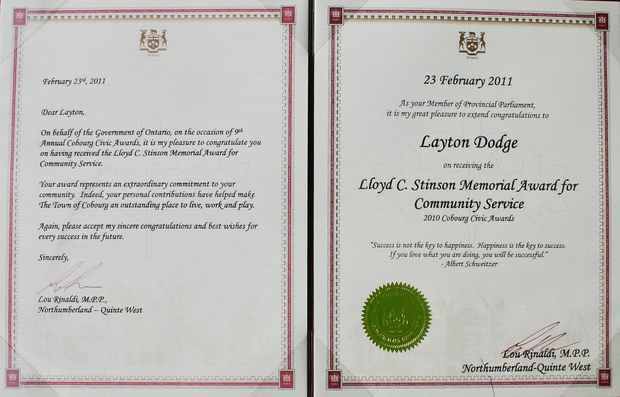 February 23rd, 2011
Dear Layton,
On behalf of the Government of Ontario, on the occasion of 9th
Annual Cobourg Civic Awards, it is my pleasure to congratulate you
on having received the Lloyd C. Stinson Memorial Award for
Community Service.
Your award represents an extraordinary commitment to your
community. Indeed, your personal contributions have helped make
The Town of Cobourg an outstanding place to live, work and play.
Again, please accept my sincere congratulations and best wishes for
every success in the future.
Sincerely,
Lou Rinaldi, M.P.P.,
Northumberland – Quinte West
23 February 2011
As your Member of Provincial Parliament,
it is my great pleasure to extend congratulations to
Layton Dodge
on receiving the
Lloyd C. Stinson Memorial Award for
Community Service
2010 Cobourg Civic Awards
"Success is not the key to happiness. Happiness is the key to success.
If you love what you are doing, you will be successful."
- Albert Schweitzer
Lou Rinaldi, M.P.P.
Northumberland-Quinte West